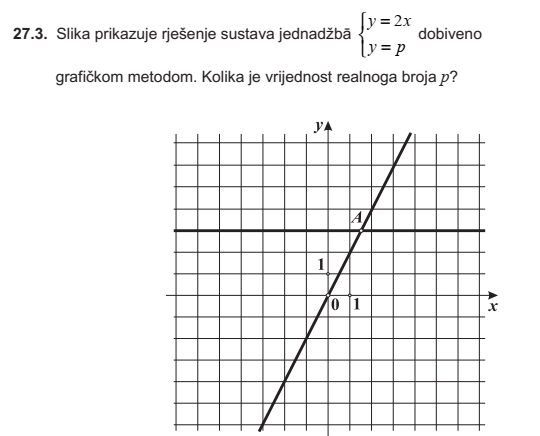 27.3. Slika prikazuje rješenje sustava jednadžbā { y = 2x
y = p dobiveno
grafičkom metodom. Kolika je vrijednost realnoga broja p?
y
A
1
0 1
x